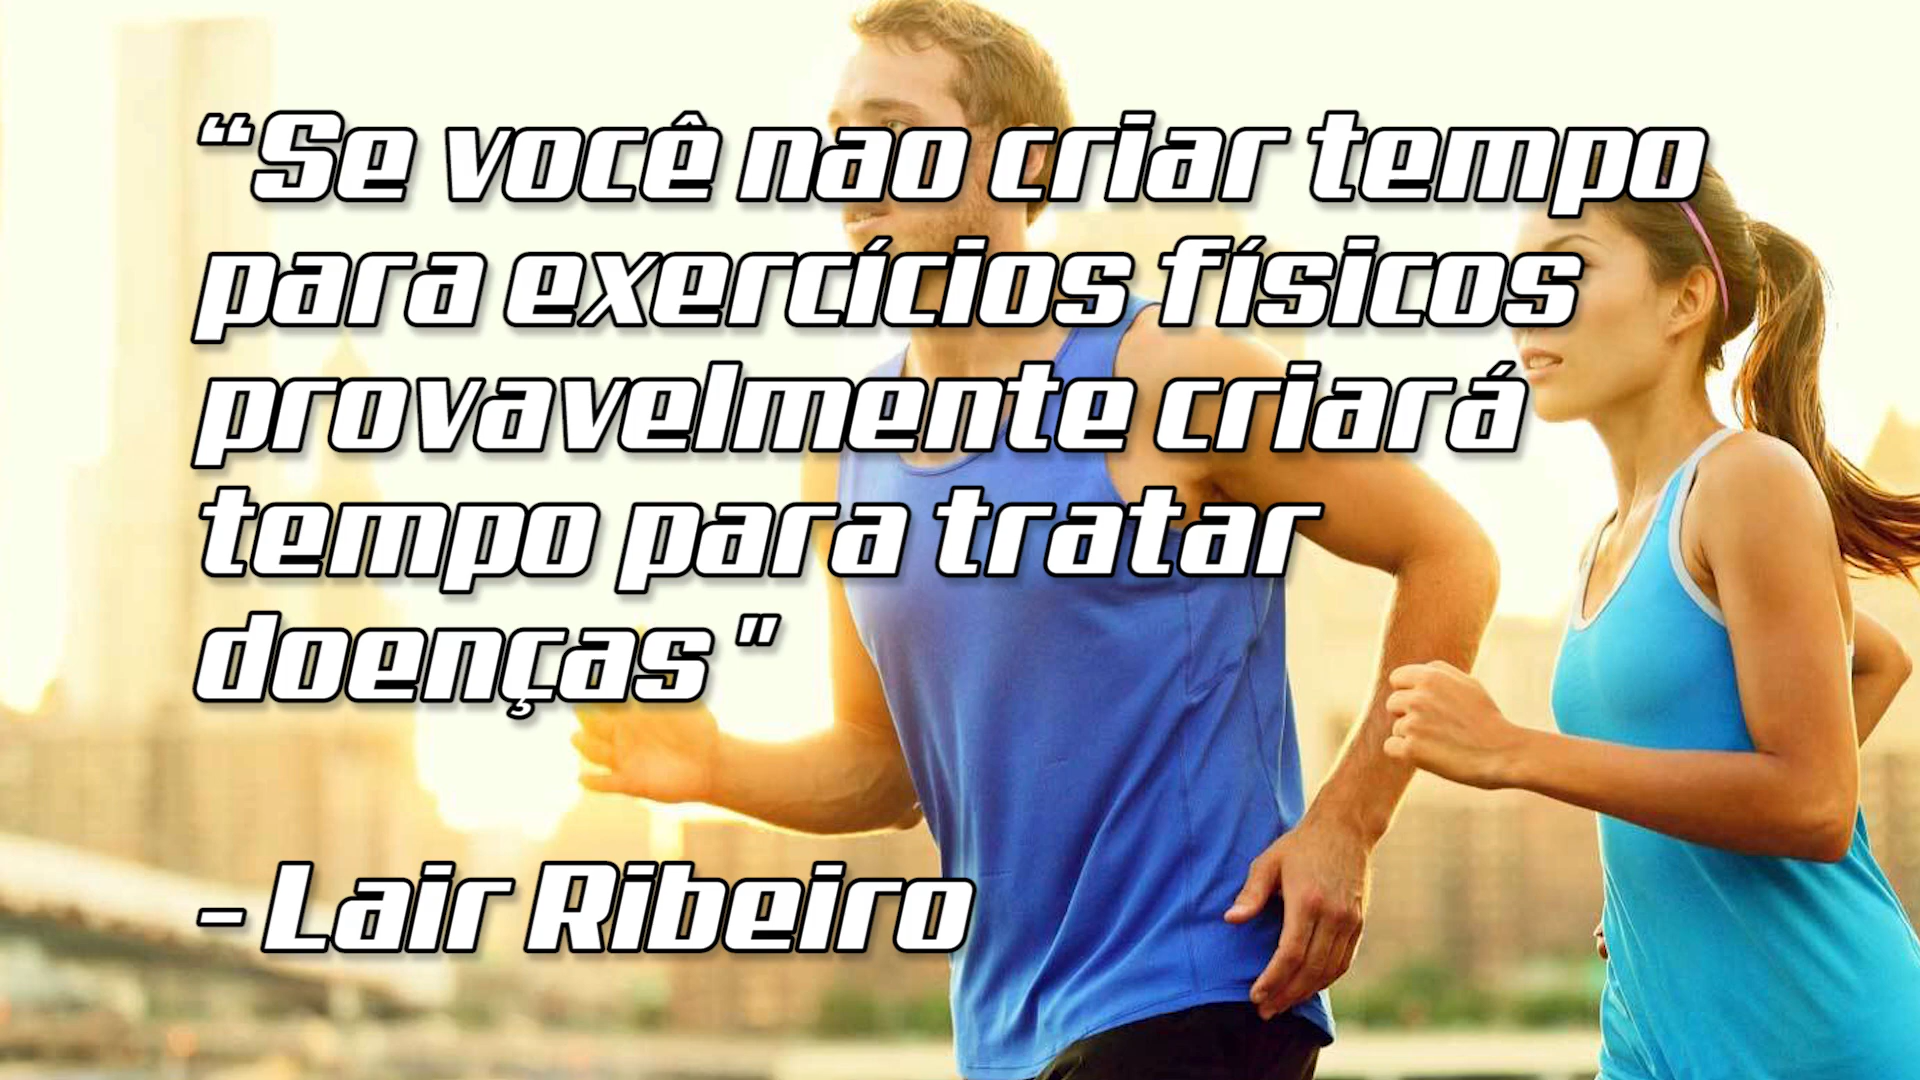 “Se você nao criar tempo
para exercícios físicos
provavelmente criará
tempo para tratar
doenças”
- Lair Ribeiro